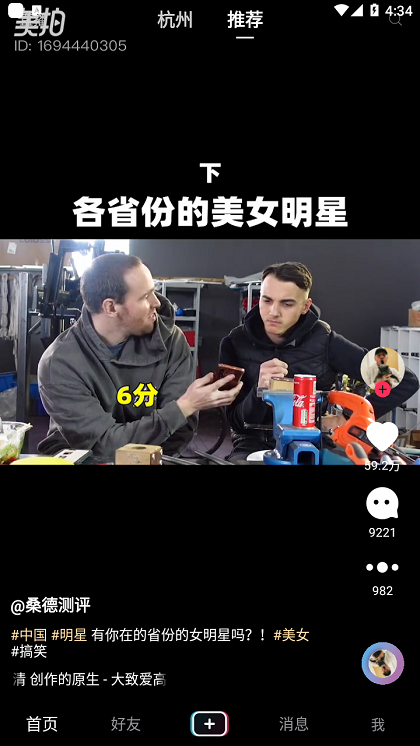 4:34
美拍
杭州 推荐
ID: 1694440305
下
各省份的美女明星
6分
59.2万
9221
982
@桑德测评
#中国 #明星 有你在的省份的女明星吗？！ #美女
#搞笑
清 创作的原生 - 大致爱高
首页 好友 消息 我